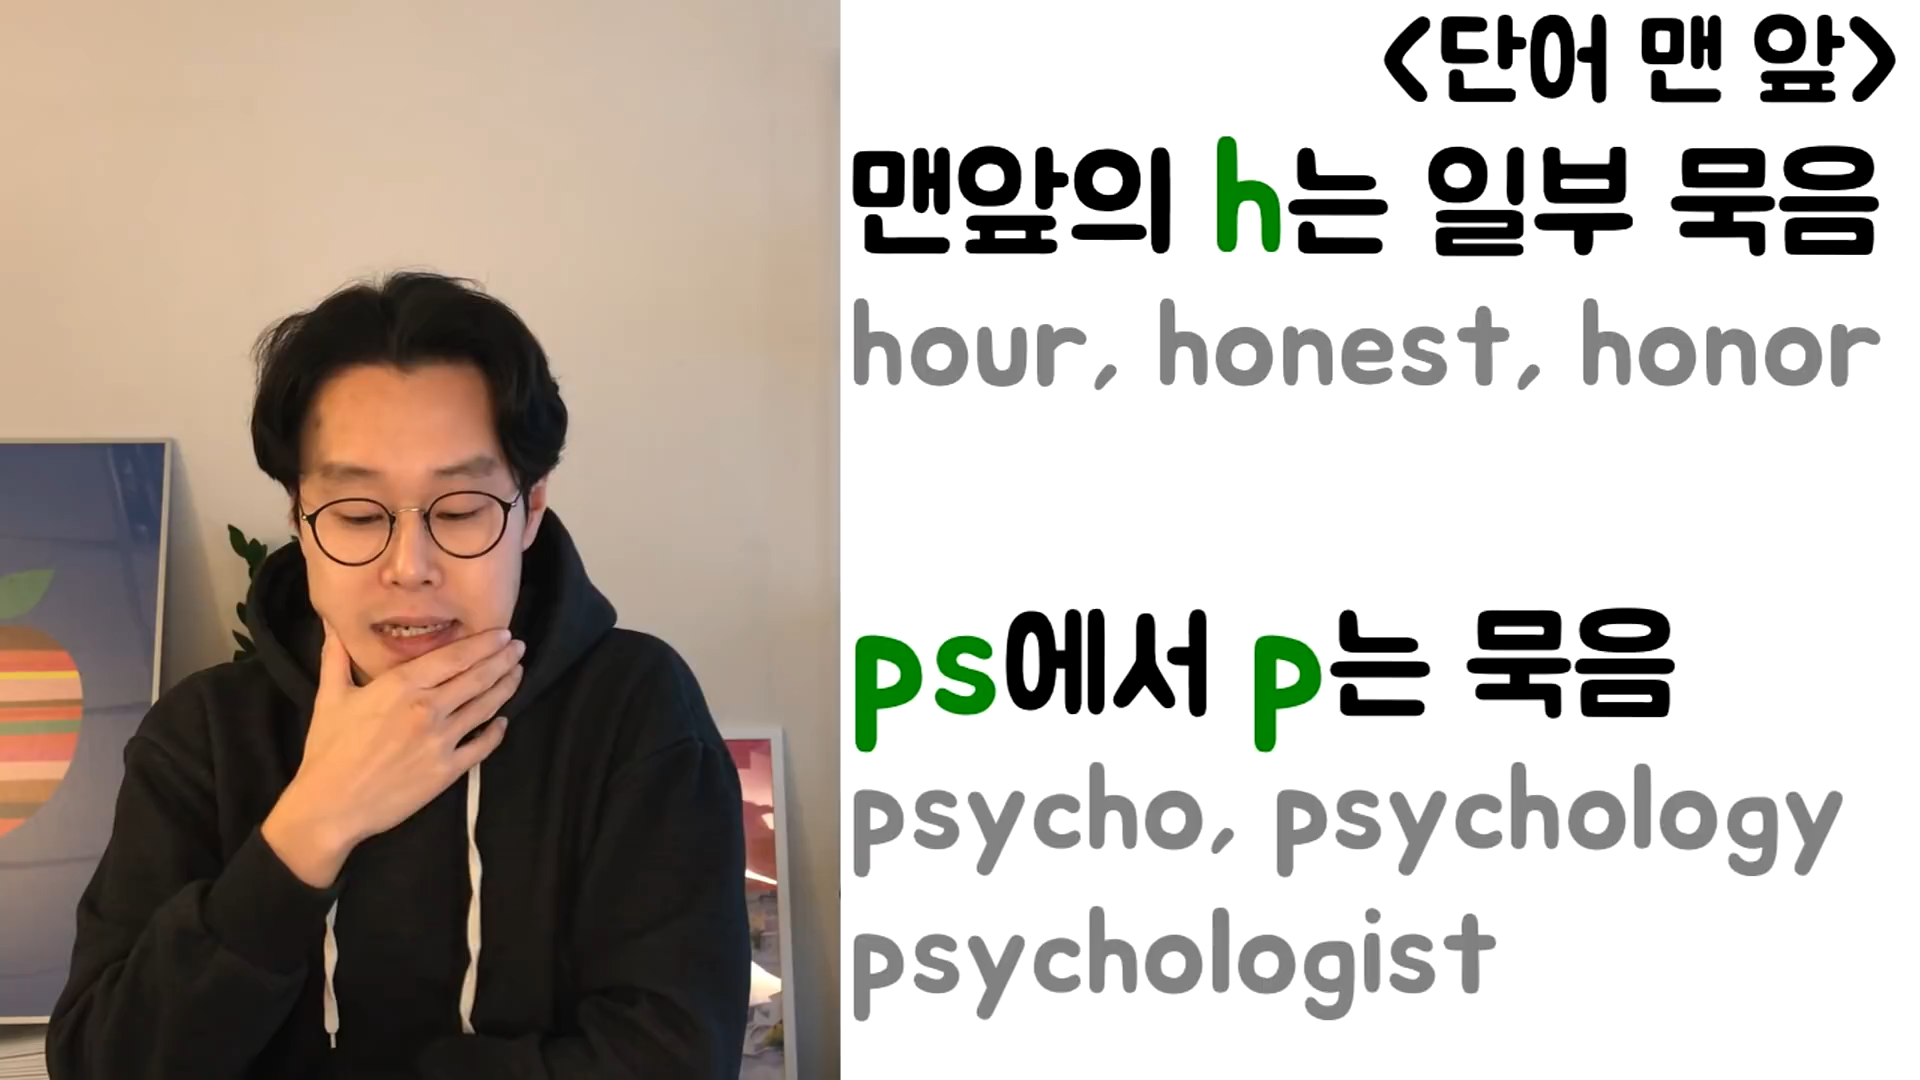 <단어 맨 앞>
맨앞의 h는 일부 묵음
hour, honest, honor
ps에서 p는 묵음
psycho, psychology
psychologist